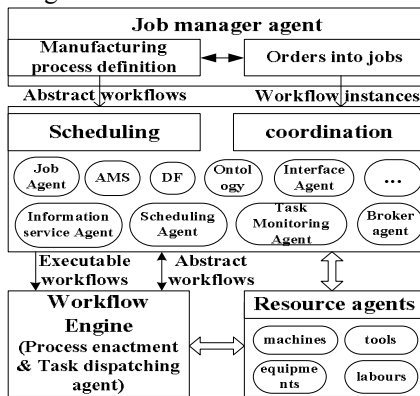 Job manager agent
Manufacturing
process definition
Orders into jobs
Abstract workflows
Workflow instances
Scheduling
coordination
Job
Agent
AMS
DF
Ontol
ogy
Interface
Agent
...
Information
service Agent
Scheduling
Agent
Task
Monitoring
Agent
Broker
agent
Executable
workflows
Abstract
workflows
Workflow
Engine
(Process enactment
& Task dispatching
agent)
Resource agents
machines
tools
equipme
nts
labours